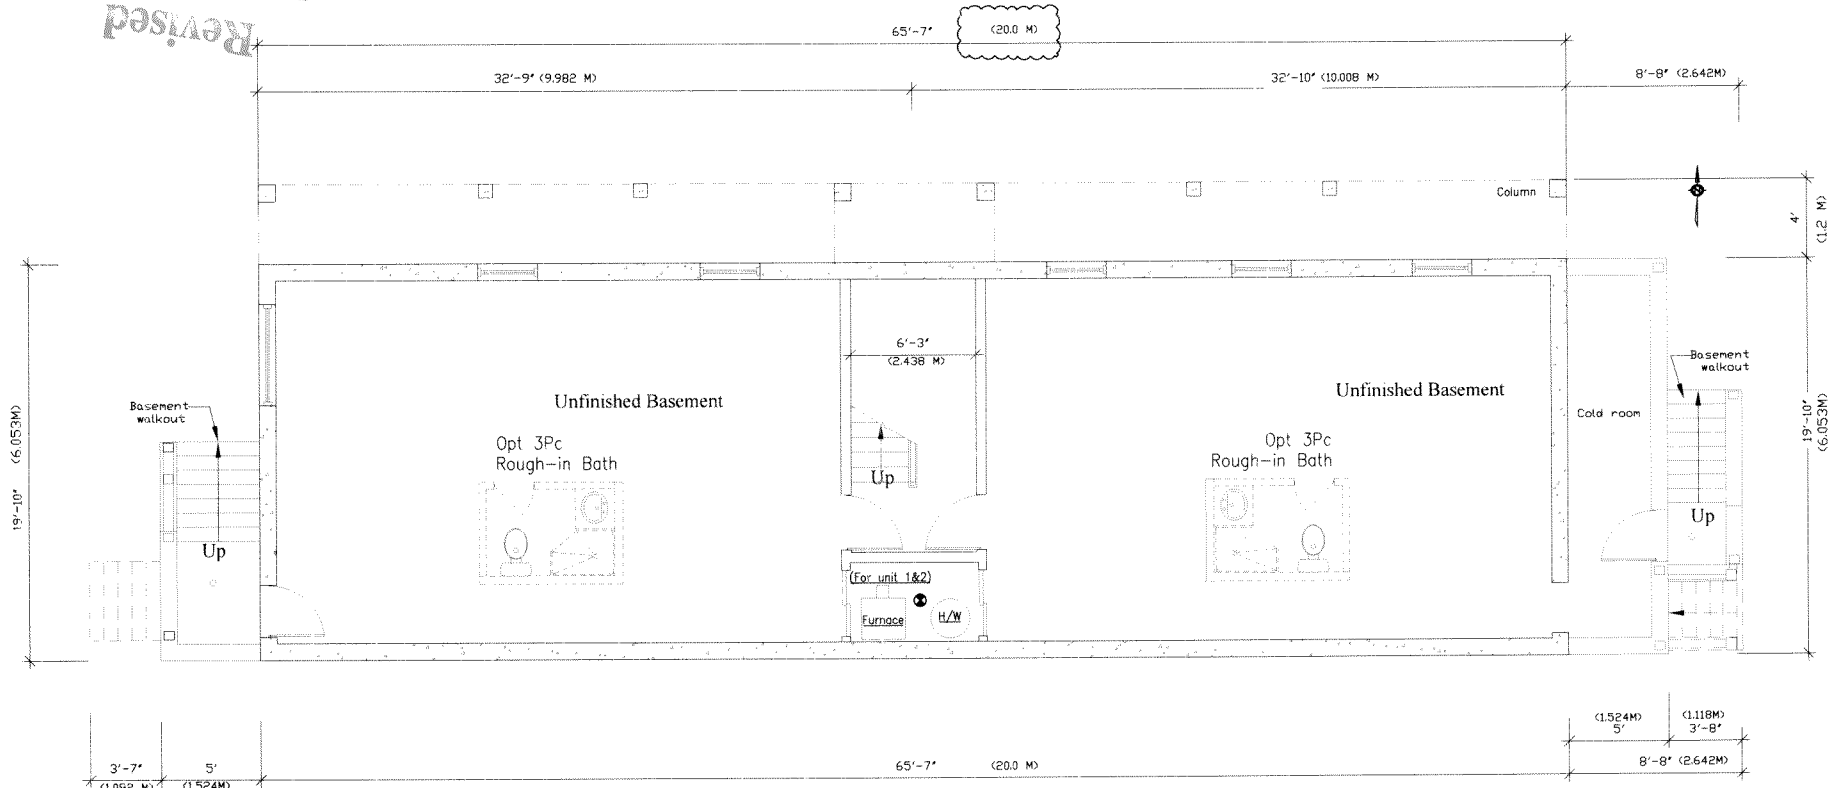 Revised
65'-7" (20.0 M)
32'-9" (9.982 M) 32'-10" (10.008 M) 8'-8" (2.642M)
Column
4'
(1.2 M)
6'-3"
(2.438 M)
Basement
walkout
Unfinished Basement
Unfinished Basement
Basement
walkout
Cold room
19'-10"
(6.053M)
19'-10"
(6.053M)
Opt 3Pc
Rough-in Bath
Opt 3Pc
Rough-in Bath
Up
Up
Up
(For unit 1&2)
Furnace
H/W
(1.524M)
5'
(1.118M)
3'-8"
3'-7"
(1.092 M)
5'
(1.524M)
65'-7" (20.0 M)
8'-8" (2.642M)